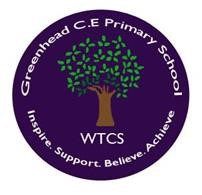 Greenhead C.E Primary School
WTCS
Inspire. Support. Believe. Achieve